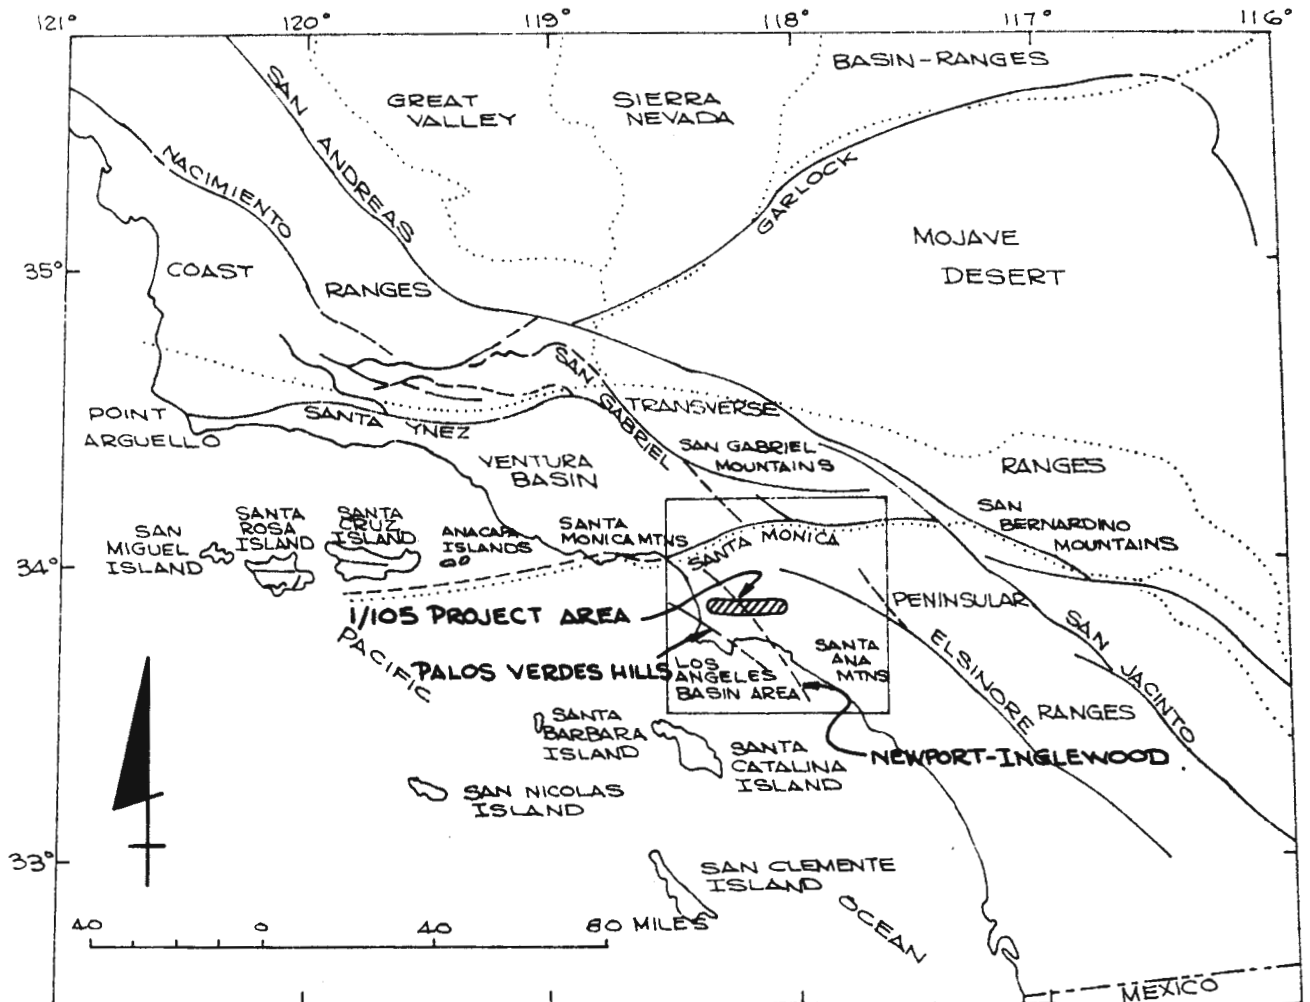 121°
120°
119°
118°
117°
116°
BASIN-RANGES
GREAT
VALLEY
SIERRA
NEVADA
SAN ANDREAS
NACIMIENTO
GARLOCK
MOJAVE
DESERT
35°
COAST
RANGES
SAN GABRIEL
TRANSVERSE
RANGES
POINT
ARGUELLO
SANTA YNEZ
SAN GABRIEL
MOUNTAINS
VENTURA
BASIN
SAN
BERNARDINO
MOUNTAINS
SAN
MIGUEL
ISLAND
SANTA
ROSA
ISLAND
SANTA
CRUZ
ISLAND
ANACAPA
ISLANDS
SANTA
MONICA MTNS
SANTA MONICA
34°
1/105 PROJECT AREA
PENINSULAR
RANGES
PACIFIC
PALOS VERDES HILLS
LOS
ANGELES
BASIN AREA
SANTA
ANA
MTNS
ELSINORE
SAN JACINTO
SANTA
BARBARA
ISLAND
SANTA
CATALINA
ISLAND
NEWPORT-INGLEWOOD
SAN NICOLAS
ISLAND
33°
SAN CLEMENTE
ISLAND
OCEAN
40 0 40 80 MILES
MEXICO